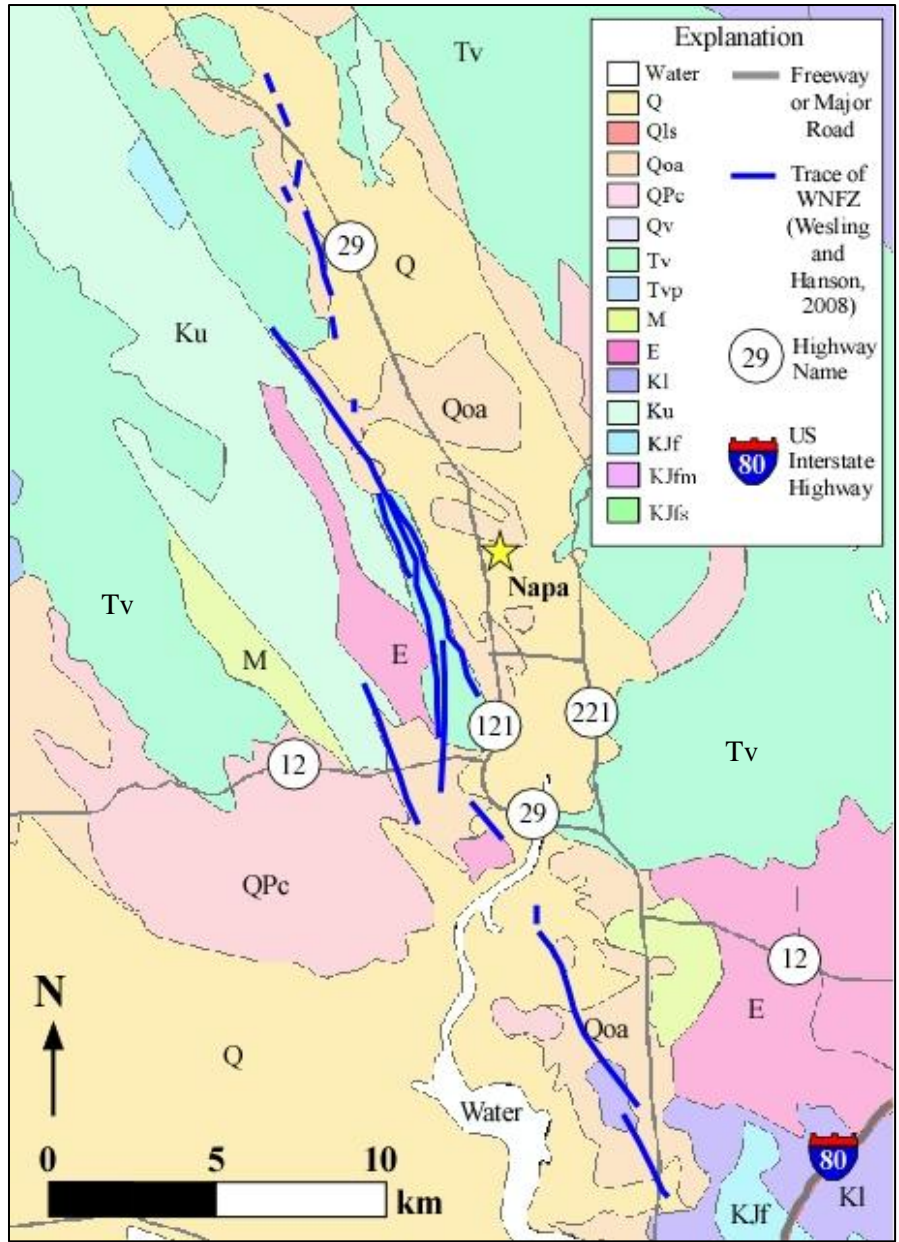 Explanation
Water
Q
Qls
Qoa
QPc
Qv
Tv
Tvp
M
E
Kl
Ku
KJf
KJfm
KJfs
Freeway
or Major
Road
Trace of
WNFZ
(Wesling
and
Hanson,
2008)
29
Highway
Name
80
US
Interstate
Highway
Tv
29
Q
Ku
Qoa
Napa
Tv
M
E
121
221
12
Tv
29
QPc
12
E
N
Q
Qoa
Water
0 5 10
km
80
Kl
KJf